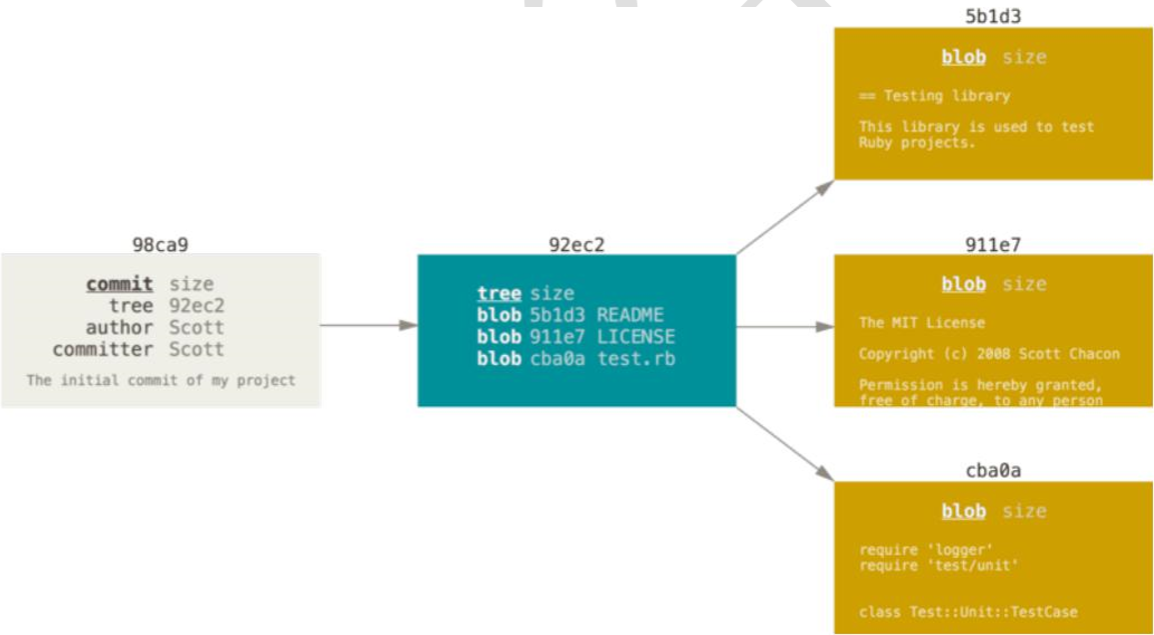 98ca9
commit size
tree 92ec2
author Scott
committer Scott
The initial commit of my project
92ec2
tree size
blob 5b1d3 README
blob 911e7 LICENSE
blob cba0a test.rb
5b1d3
blob size
== Testing library
This library is used to test
Ruby projects.
911e7
blob size
The MIT License
Copyright (c) 2008 Scott Chacon
Permission is hereby granted,
free of charge, to any person
cba0a
blob size
require 'logger'
require 'test/unit'
class Test::Unit::TestCase